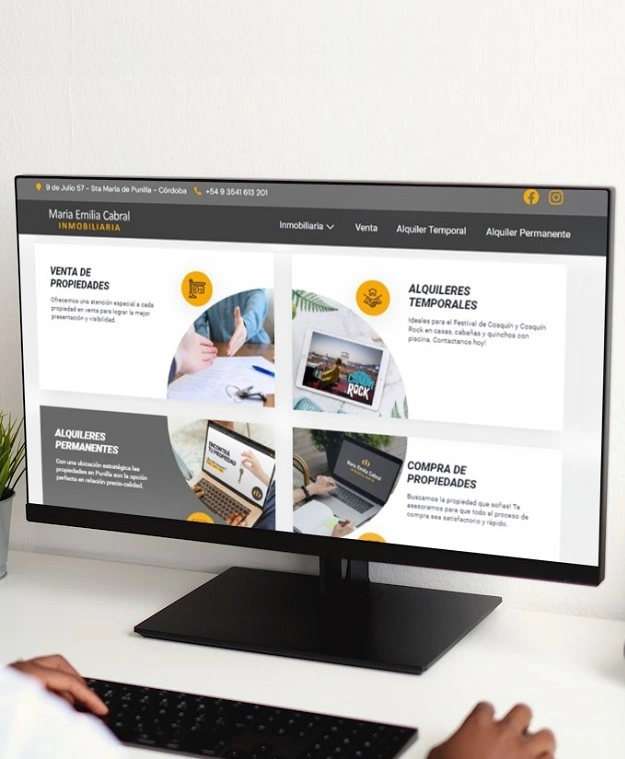 9 de Julio 57 - Sta María de Punilla - Córdoba
+54 9 3541 613 201
Maria Emilia Cabral
INMOBILIARIA
Inmobiliaria
Venta
Alquiler Temporal
Alquiler Permanente
VENTA DE
PROPIEDADES
Ofrecemos una atención especial a cada
propiedad en venta para lograr la mejor
presentación y visibilidad.
ALQUILERES
TEMPORALES
Ideales para el Festival de Cosquín y Cosquín
Rock en casas, cabañas y quinchos con
piscina. Contactanos hoy!
COSQUIN
ROCK
ALQUILERES
PERMANENTES
Con una ubicación estratégica las
propiedades en Punilla son la opción
perfecta en relación precio-calidad.
ENCONTRÁ
TU PROPIEDAD
Maria Emilia Cabral
COMPRA DE
PROPIEDADES
Buscamos la propiedad que soñas! Te
asesoramos para que todo el proceso de
compra sea satisfactorio y rápido.